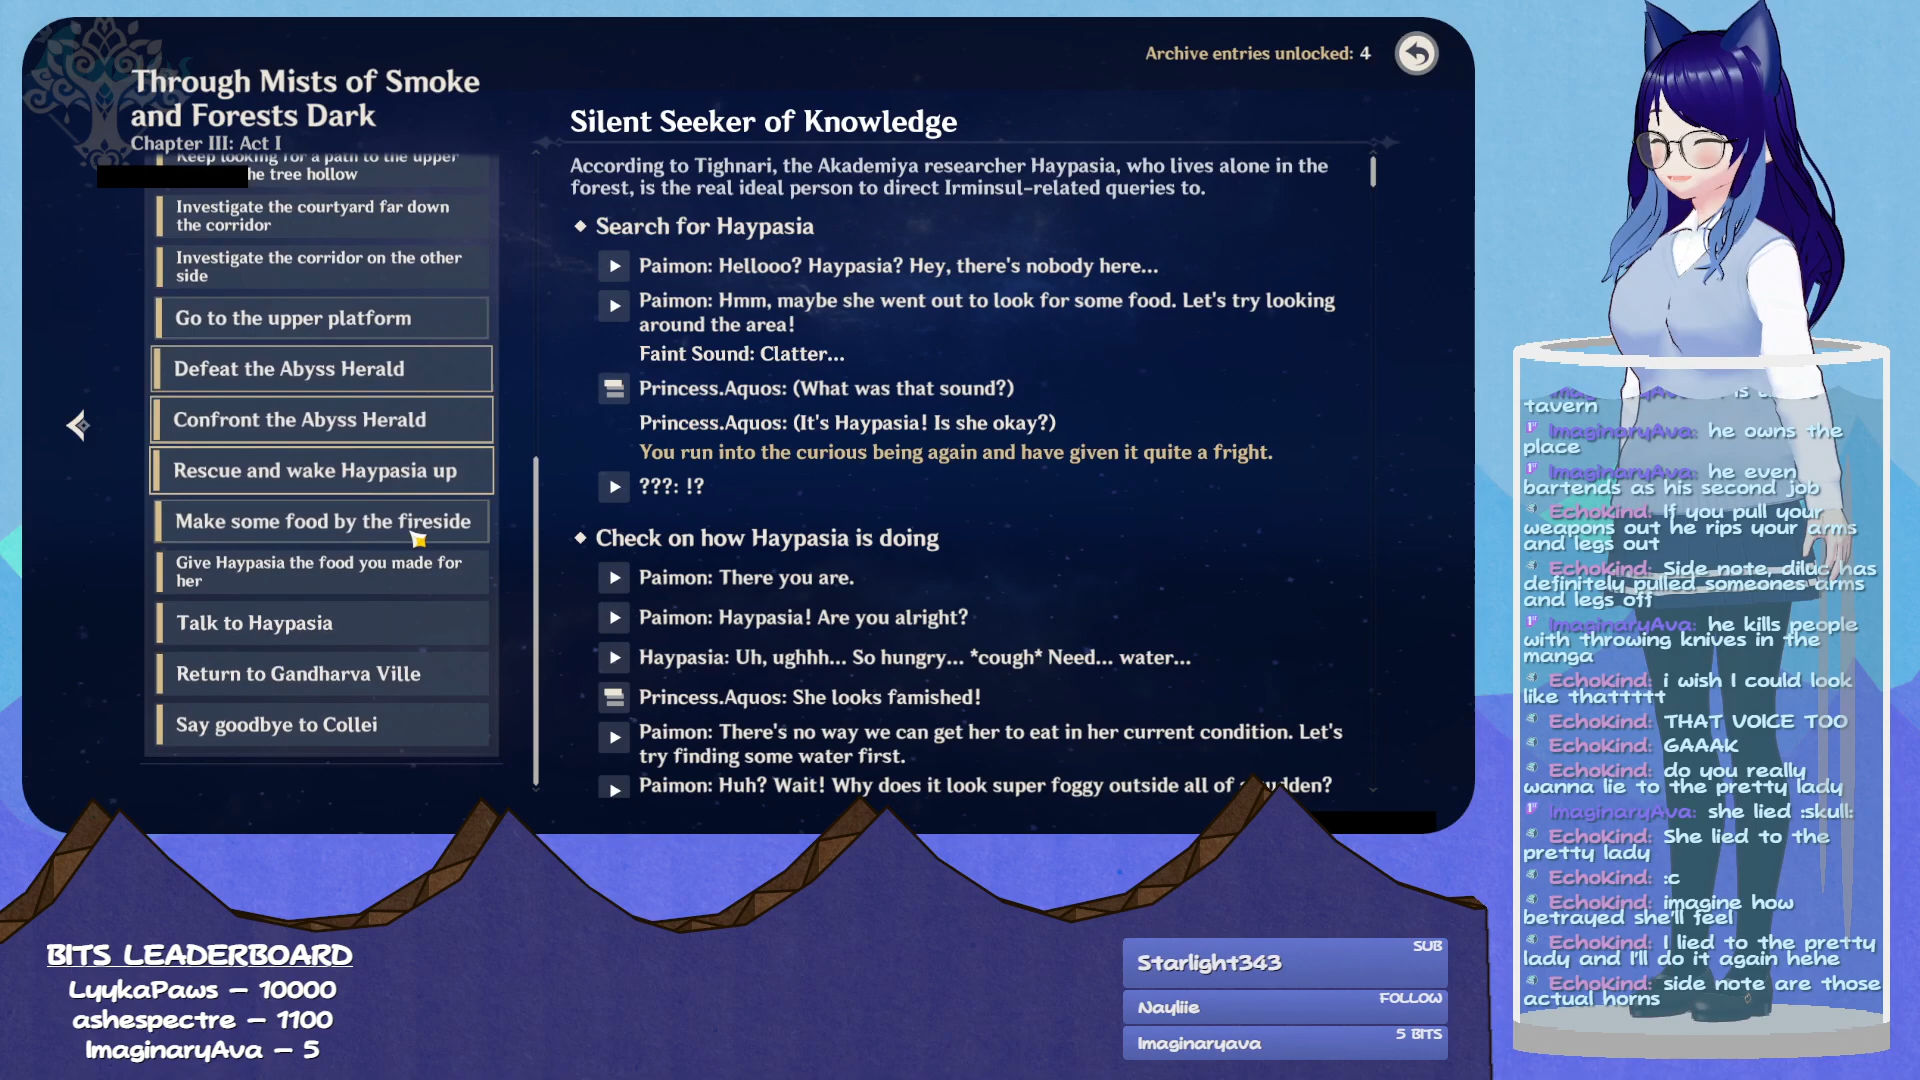 Through Mists of Smoke
and Forests Dark
Chapter III: Act I
Keep looking for a path to the upper
he tree hollow
Investigate the courtyard far down
the corridor
Investigate the corridor on the other
side
Go to the upper platform
Defeat the Abyss Herald
Confront the Abyss Herald
Rescue and wake Haypasia up
Make some food by the fireside
Give Haypasia the food you made for
her
Talk to Haypasia
Return to Gandharva Ville
Say goodbye to Collei
Archive entries unlocked: 4
Silent Seeker of Knowledge
According to Tighnari, the Akademiya researcher Haypasia, who lives alone in the
forest, is the real ideal person to direct Irminsul-related queries to.
Search for Haypasia
Paimon: Hellooo? Haypasia? Hey, there's nobody here...
Paimon: Hmm, maybe she went out to look for some food. Let's try looking
around the area!
Faint Sound: Clatter...
Princess.Aquos: (What was that sound?)
Princess.Aquos: (It's Haypasia! Is she okay?)
You run into the curious being again and have given it quite a fright.
???: !?
Check on how Haypasia is doing
Paimon: There you are.
Paimon: Haypasia! Are you alright?
Haypasia: Uh, ughhh... So hungry... *cough* Need... water...
Princess.Aquos: She looks famished!
Paimon: There's no way we can get her to eat in her current condition. Let's
try finding some water first.
Paimon: Huh? Wait! Why does it look super foggy outside all of
tavern
ImaginaryAva: he owns the
place
ImaginaryAva: he even
bartends as his second job
EchoKind: If you pull your
weapons out he rips your arms
and legs out
EchoKind: Side note, diluc has
definitely pulled someones arms
and legs off
ImaginaryAva: he kills people
with throwing knives in the
manga
EchoKind: i wish I could look
like thattttt
EchoKind: THAT VOICE TOO
EchoKind: GAAAK
EchoKind: do you really
wanna lie to the pretty lady
ImaginaryAva: she lied :skull:
EchoKind: She lied to the
pretty lady
EchoKind: :c
EchoKind: imagine how
betrayed she'll feel
EchoKind: I lied to the pretty
lady and I'll do it again hehe
EchoKind: side note are those
actual horns
BITS LEADERBOARD
LyykaPaws – 10000
ashespectre – 1100
ImaginaryAva – 5
SUB
Starlight343
FOLLOW
Nayliie
5 BITS
Imaginaryava